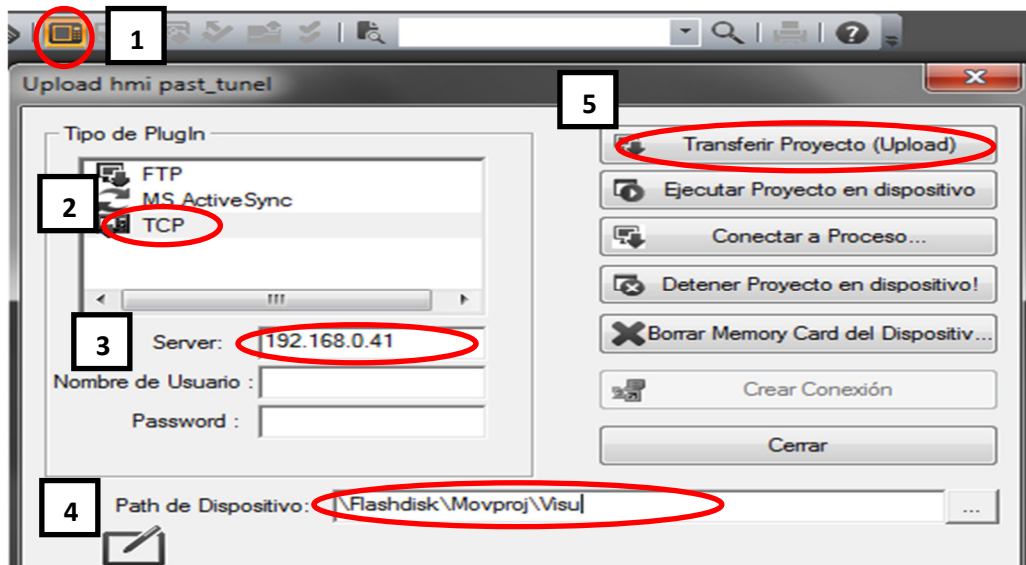 1
Upload hmi past_tunel
5
Tipo de PlugIn
Transferir Proyecto (Upload)
FTP
Ejecutar Proyecto en dispositivo
2
MS ActiveSync
TCP
Conectar a Proceso...
Detener Proyecto en dispositivo!
3
Server: 192.168.0.41
Borrar Memory Card del Dispositiv...
Nombre de Usuario :
Crear Conexión
Password :
Cerrar
4
Path de Dispositivo: \Flashdisk\Movproj\Visu
...